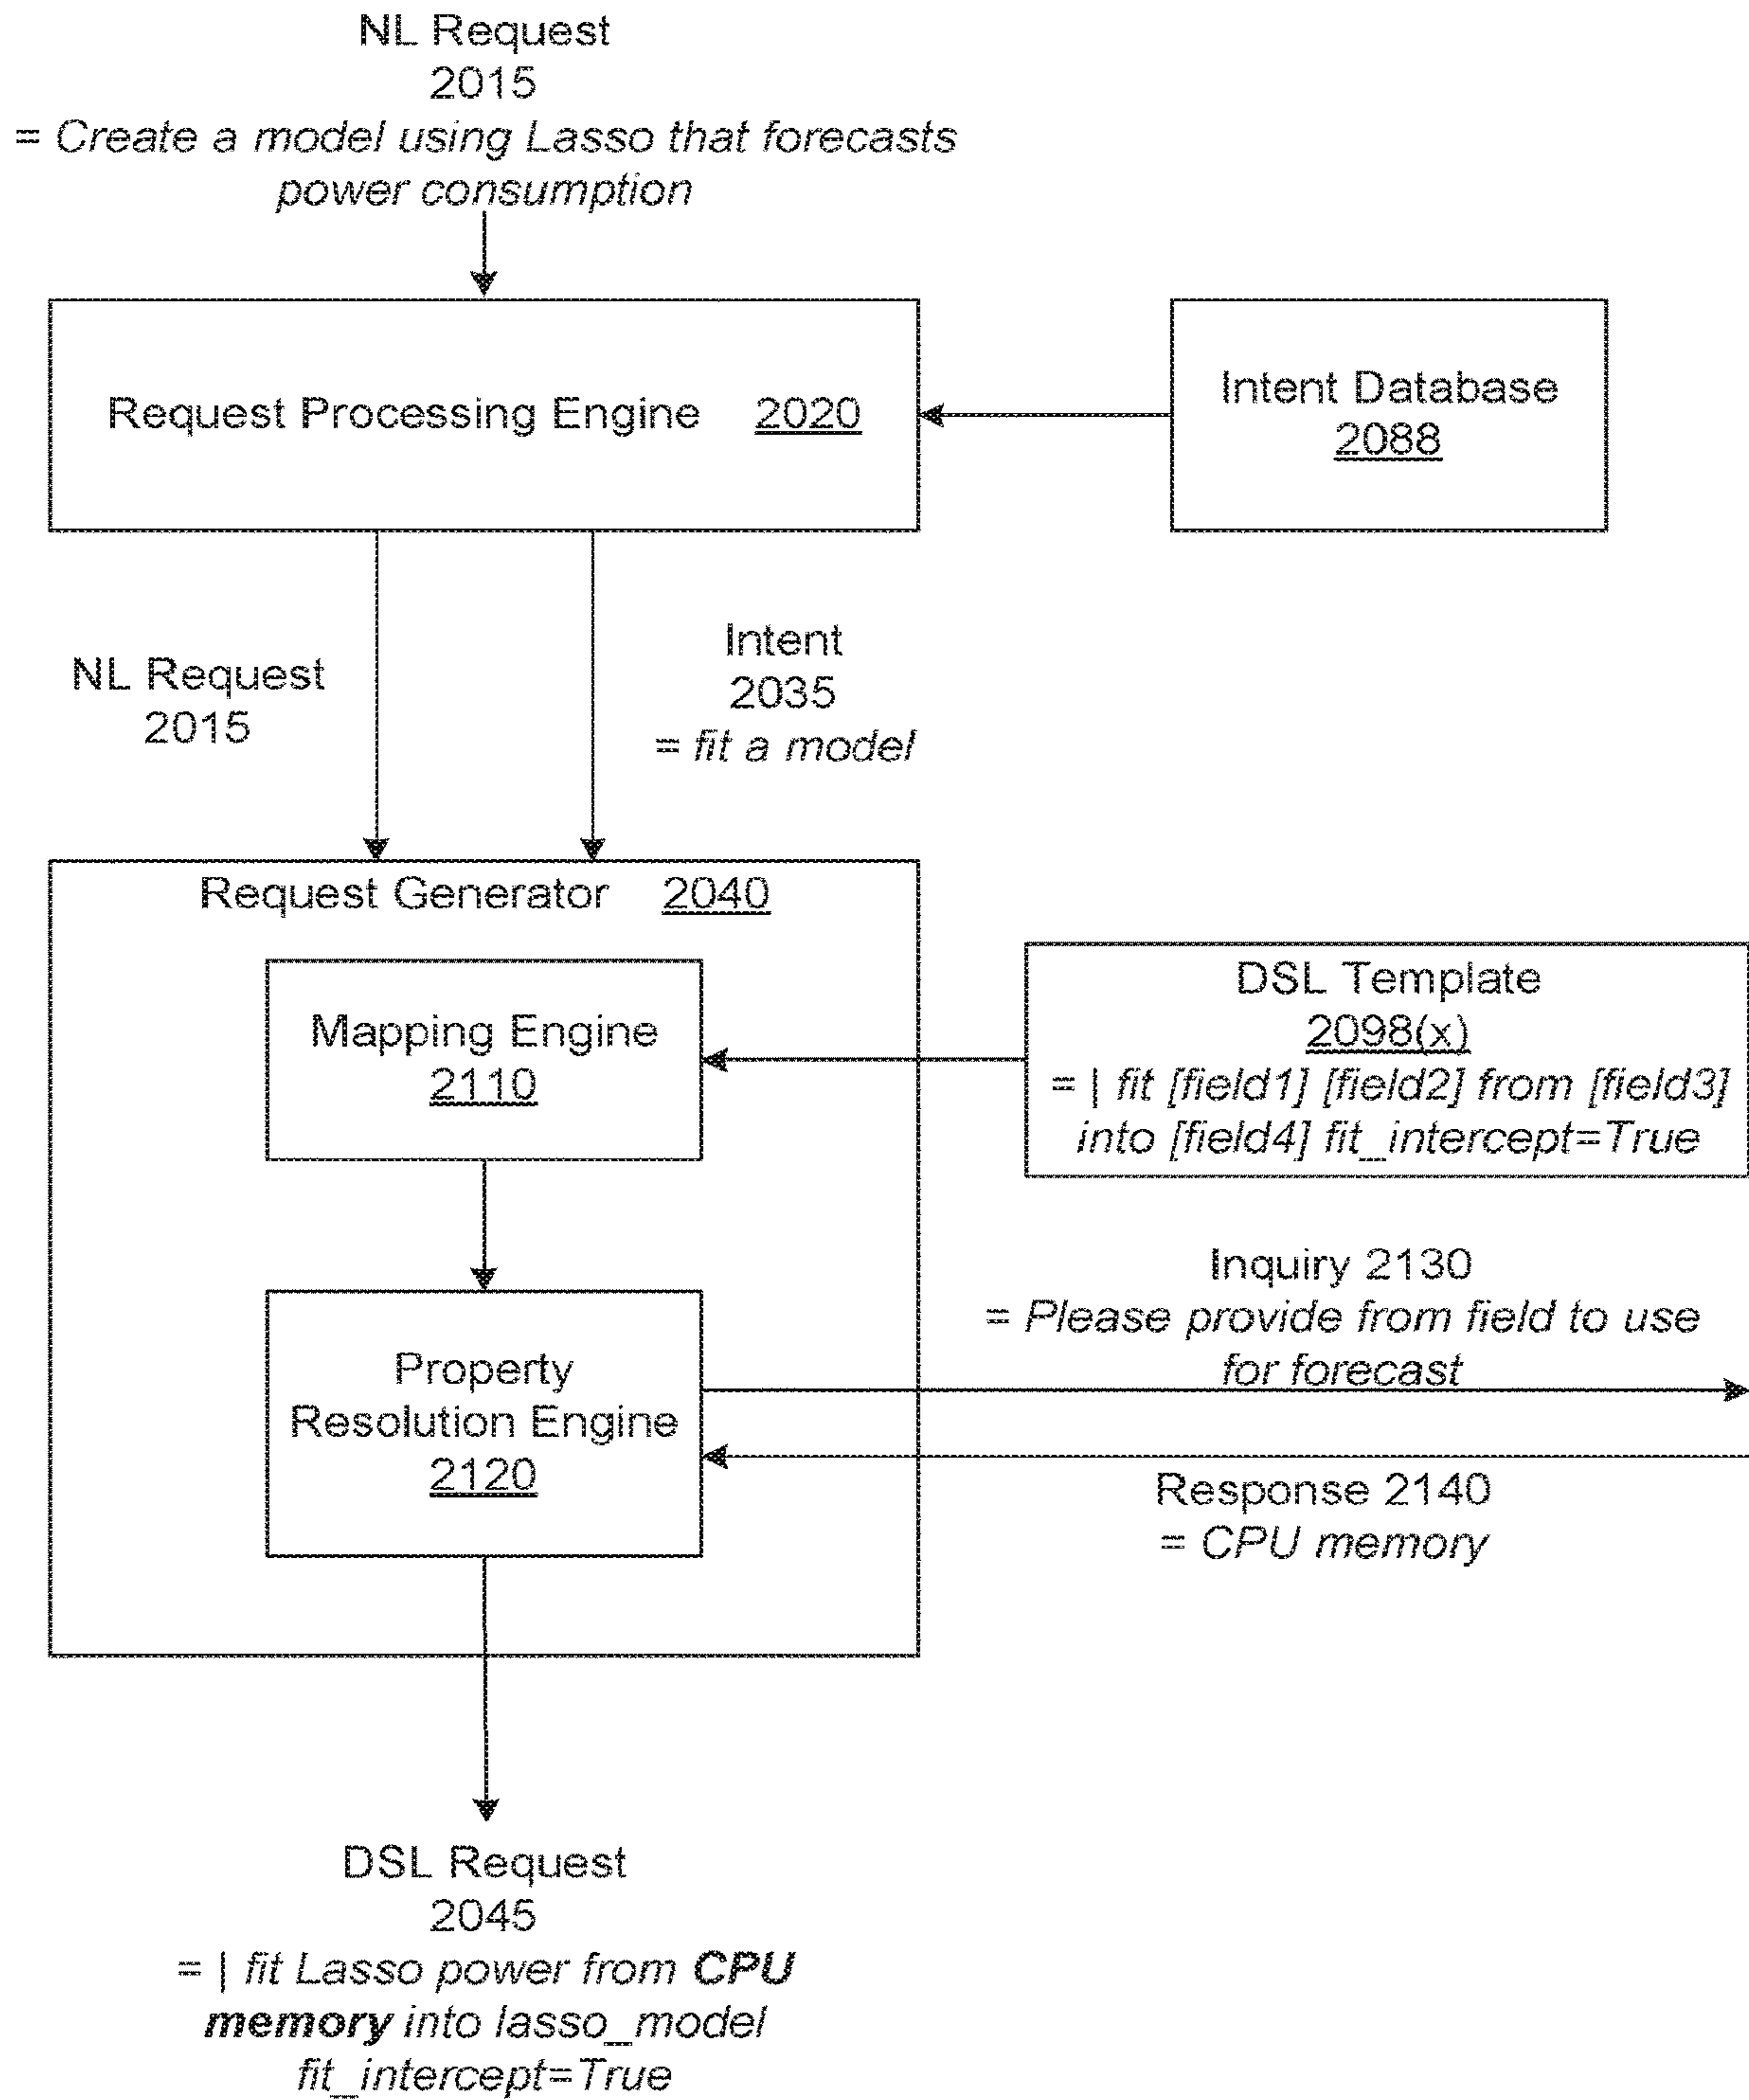 NL Request
2015
= Create a model using Lasso that forecasts
power consumption
Request Processing Engine 2020
Intent Database
2088
NL Request
2015
Intent
2035
= fit a model
Request Generator 2040
Mapping Engine
2110
DSL Template
2098(x)
= | fit [field1] [field2] from [field3]
into [field4] fit_intercept=True
Inquiry 2130
= Please provide from field to use
for forecast
Property
Resolution Engine
2120
Response 2140
= CPU memory
DSL Request
2045
= | fit Lasso power from CPU
memory into lasso_model
fit_intercept=True